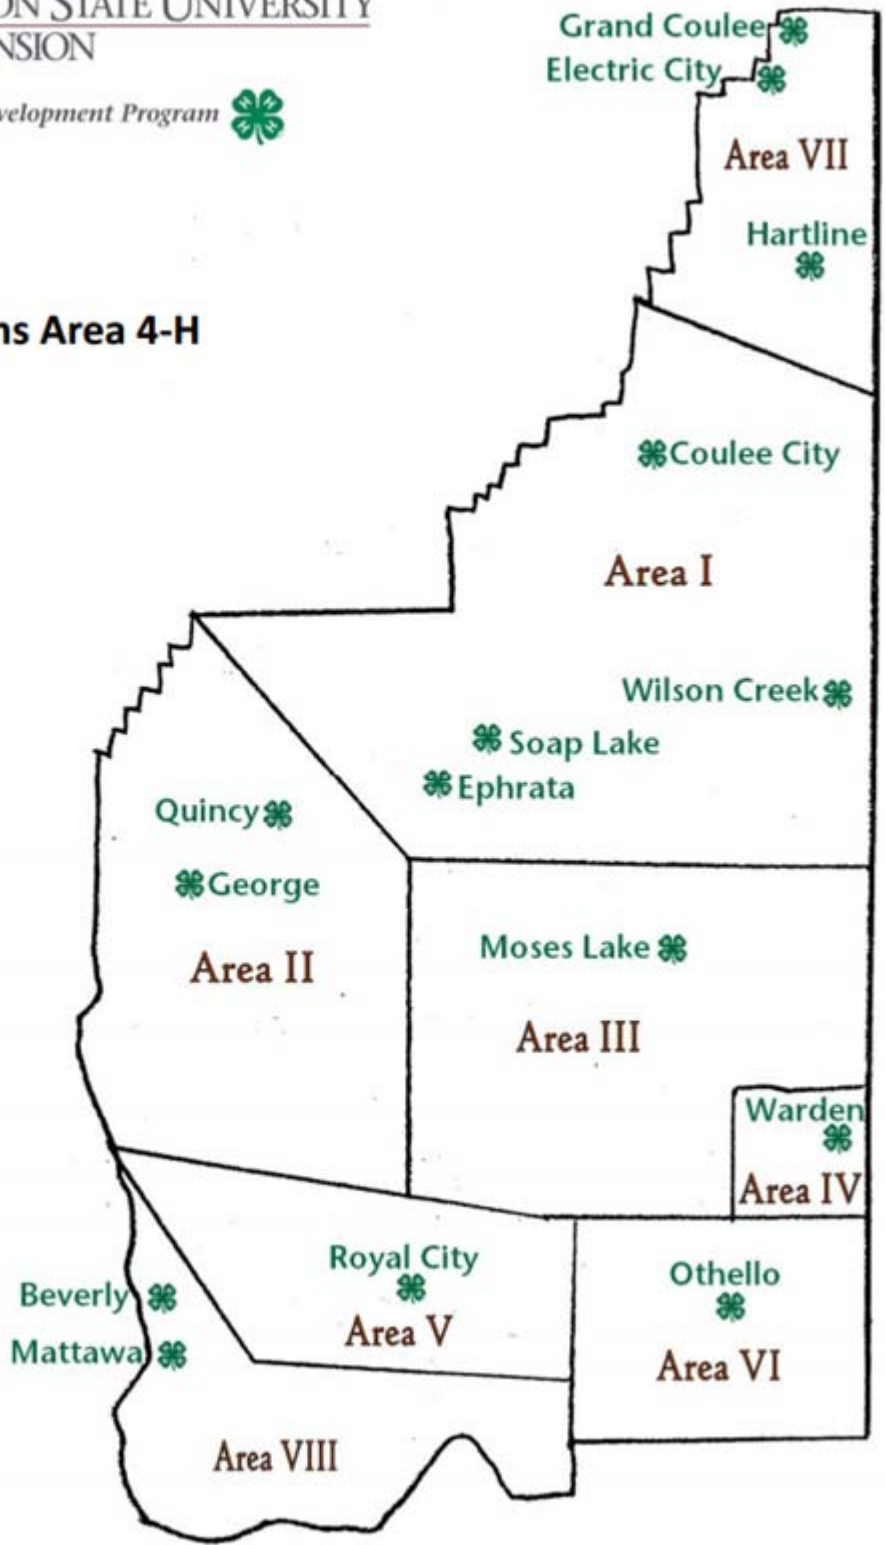 ON STATE UNIVERSITY
NSION
velopment Program
ns Area 4-H
Grand Coulee
Electric City
Area VII
Hartline
Coulee City
Area I
Wilson Creek
Soap Lake
Ephrata
Quincy
George
Area II
Moses Lake
Area III
Warden
Area IV
Royal City
Area V
Othello
Area VI
Beverly
Mattawa
Area VIII